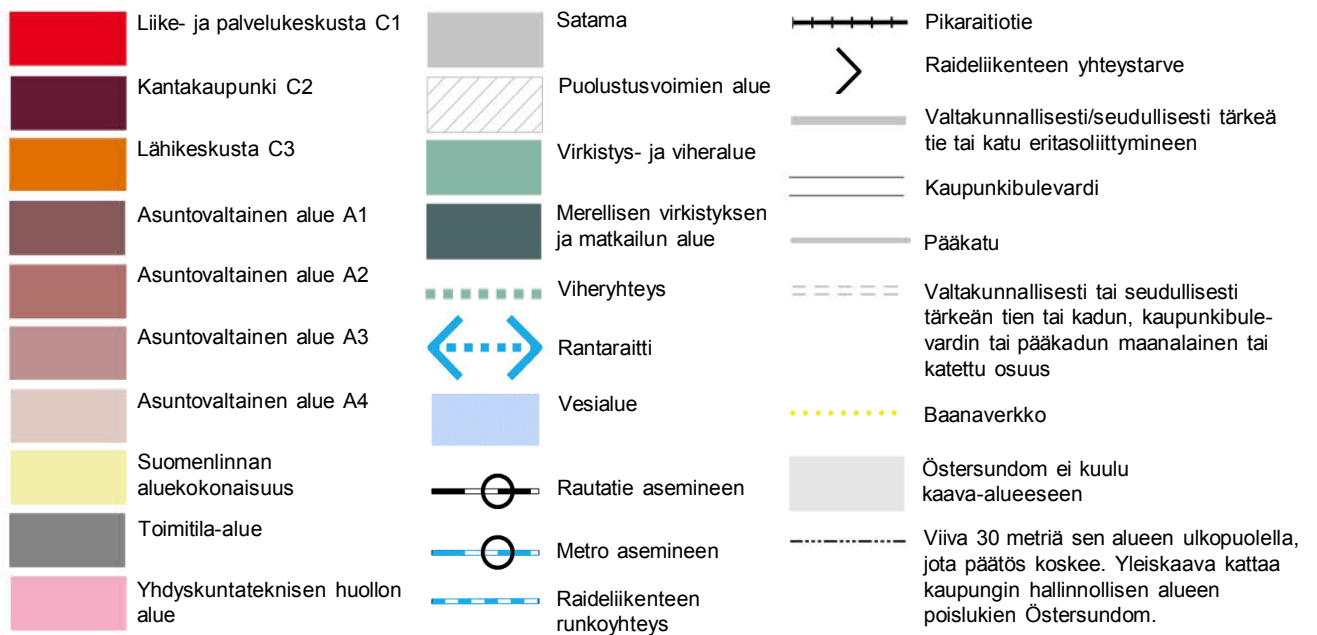 Liike- ja palvelukeskusta C1
Kantakaupunki C2
Lähikeskusta C3
Asuntovaltainen alue A1
Asuntovaltainen alue A2
Asuntovaltainen alue A3
Asuntovaltainen alue A4
Suomenlinnan
aluekokonaisuus
Toimitila-alue
Yhdyskuntateknisen huollon
alue
Satama
Puolustusvoimien alue
Virkistys- ja viheralue
Merellisen virkistyksen
ja matkailun alue
Viheryhteys
Rantaraitti
Vesialue
Rautatie asemineen
Metro asemineen
Raideliikenteen
runkoyhteys
Pikaraitiotie
Raideliikenteen yhteystarve
Valtakunnallisesti/seudullisesti tärkeä
tie tai katu eritasoliittymineen
Kaupunkibulevardi
Pääkatu
Valtakunnallisesti tai seudullisesti
tärkeän tien tai kadun, kaupunkibule-
vardin tai pääkadun maanalainen tai
katettu osuus
Baanaverkko
Östersundom ei kuulu
kaava-alueeseen
Viiva 30 metriä sen alueen ulkopuolella,
jota päätös koskee. Yleiskaava kattaa
kaupungin hallinnollisen alueen
poislukien Östersundom.